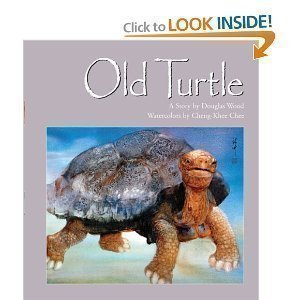 Click to LOOK INSIDE!
Old Turtle
A Story by Douglas Wood
Watercolors by Cheng-Khee Chee